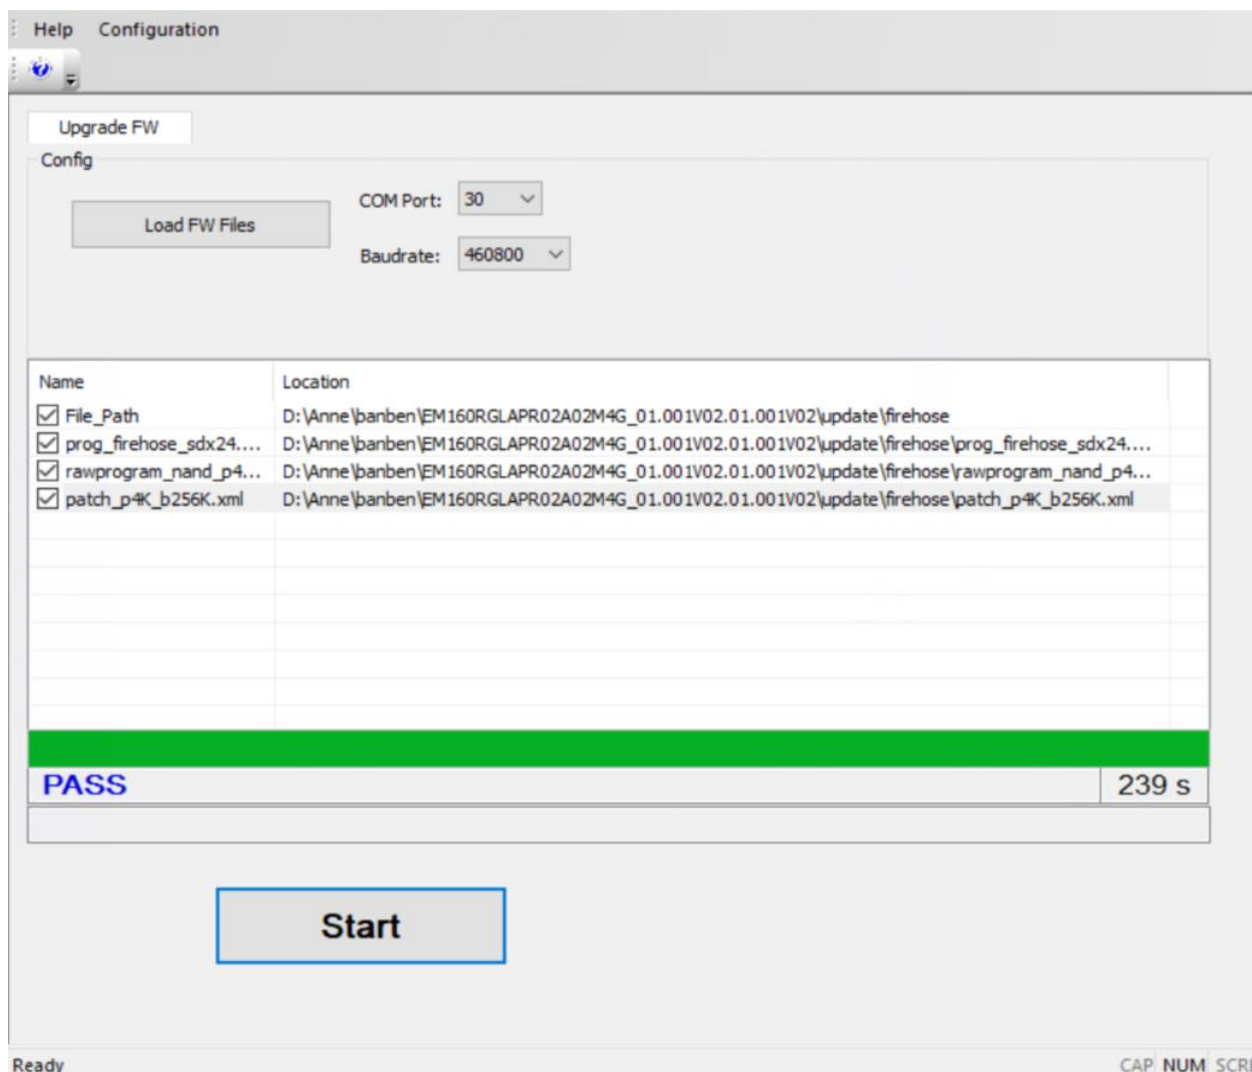 Help Configuration
Upgrade FW
Config
Load FW Files
COM Port: 30
Baudrate: 460800
Name Location
File_Path D:\Anne\banben\EM160RGLAPR02A02M4G_01.001V02.01.001V02\update\firehose
prog_firehose_sdx24.... D:\Anne\banben\EM160RGLAPR02A02M4G_01.001V02.01.001V02\update\firehose\prog_firehose_sdx24....
rawprogram_nand_p4... D:\Anne\banben\EM160RGLAPR02A02M4G_01.001V02.01.001V02\update\firehose\rawprogram_nand_p4...
patch_p4K_b256K.xml D:\Anne\banben\EM160RGLAPR02A02M4G_01.001V02.01.001V02\update\firehose\patch_p4K_b256K.xml
PASS 239 s
Start
Ready CAP NUM SCRL